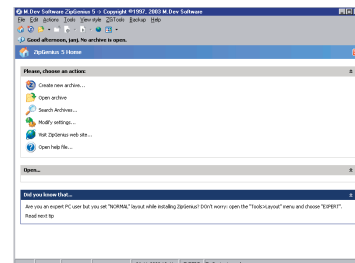 M.Dev Software ZipGenius 5 -> Copyright ©1997, 2003 M.Dev Software
File Edit Actions Tools View style ZGTools Backup Help
Good afternoon, (jan). No archive is open.
ZipGenius 5 Home
Please, choose an action:
Create new archive...
Open archive
Search Archives...
Modify settings...
Visit ZipGenius web site...
Open help file...
Open...
Did you know that...
Are you an expert PC user but you set "NORMAL" layout while installing ZipGenius? DOn't worry: open the "Tools>Layout" menu and choose "EXPERT".
Read next tip